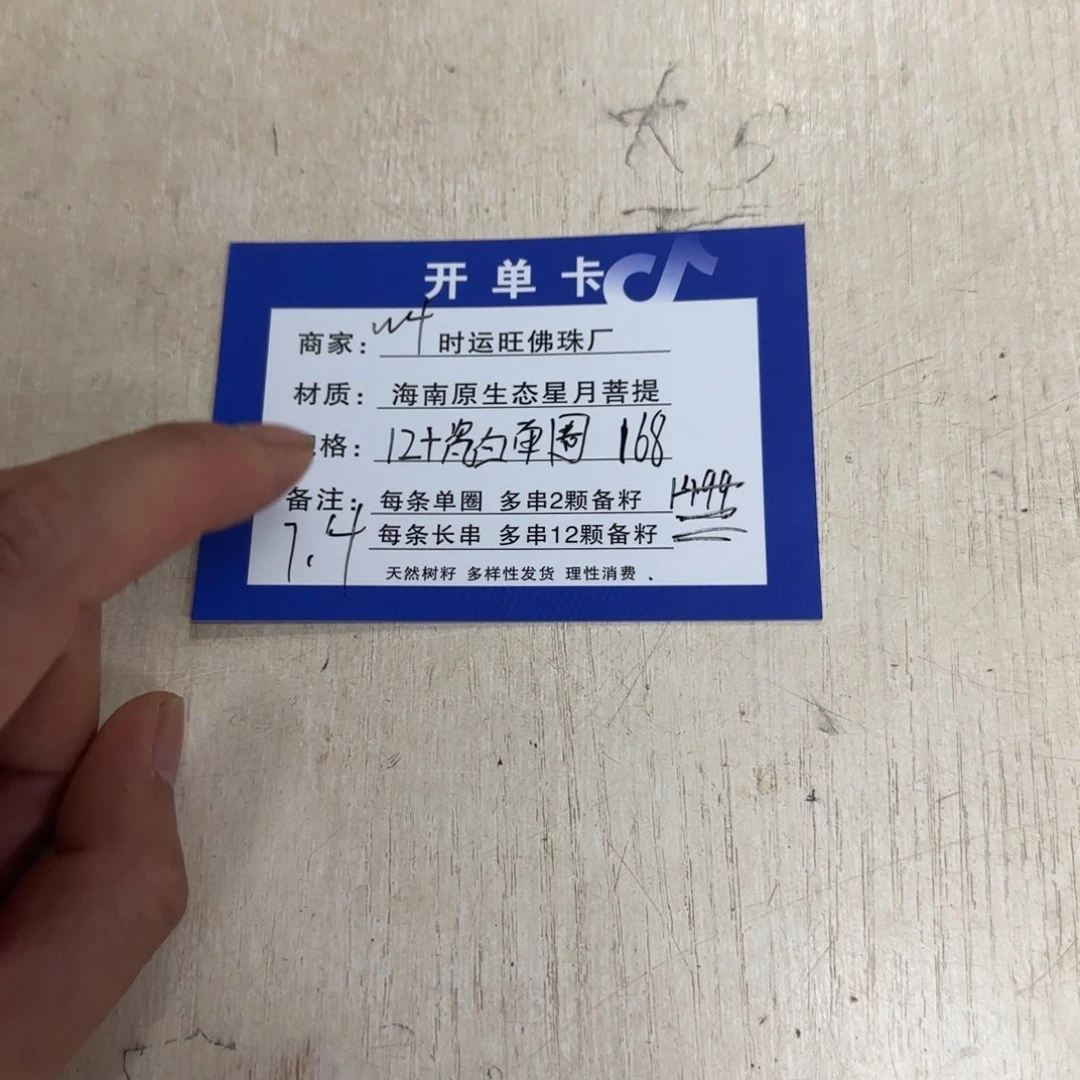 开单卡
商家：W4 时运旺佛珠厂
材质：海南原生态星月菩提
格：12+瓷白单圈 168
备注：每条单圈 多串2颗备籽
7.4 每条长串 多串12颗备籽
天然树籽 多样性发货 理性消费